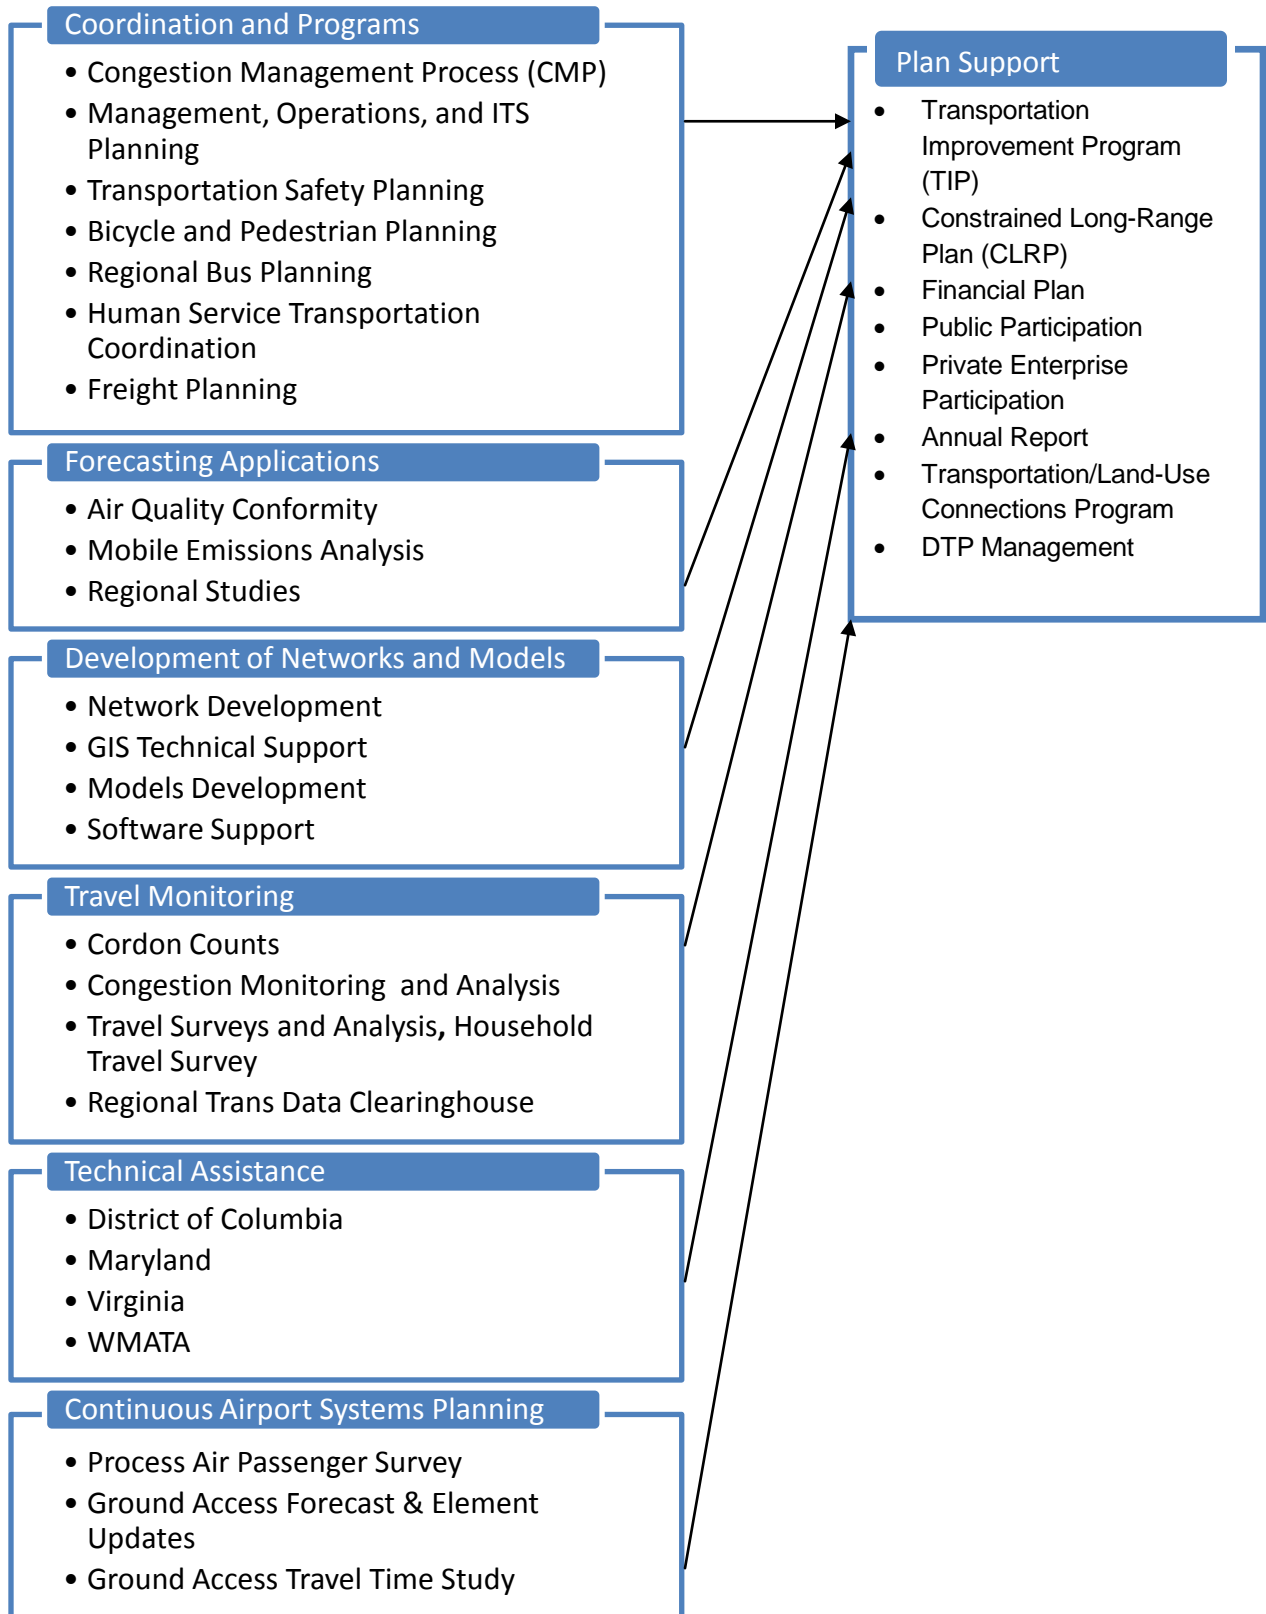 Coordination and Programs
• Congestion Management Process (CMP)
• Management, Operations, and ITS
Planning
• Transportation Safety Planning
• Bicycle and Pedestrian Planning
• Regional Bus Planning
• Human Service Transportation
Coordination
• Freight Planning
Forecasting Applications
• Air Quality Conformity
• Mobile Emissions Analysis
• Regional Studies
Development of Networks and Models
• Network Development
• GIS Technical Support
• Models Development
• Software Support
Travel Monitoring
• Cordon Counts
• Congestion Monitoring  and Analysis
• Travel Surveys and Analysis, Household
Travel Survey
• Regional Trans Data Clearinghouse
Technical Assistance
• District of Columbia
• Maryland
• Virginia
• WMATA
Continuous Airport Systems Planning
• Process Air Passenger Survey
• Ground Access Forecast & Element
Updates
• Ground Access Travel Time Study
Plan Support
• Transportation
Improvement Program
(TIP)
• Constrained Long-Range
Plan (CLRP)
• Financial Plan
• Public Participation
• Private Enterprise
Participation
• Annual Report
• Transportation/Land-Use
Connections Program
• DTP Management